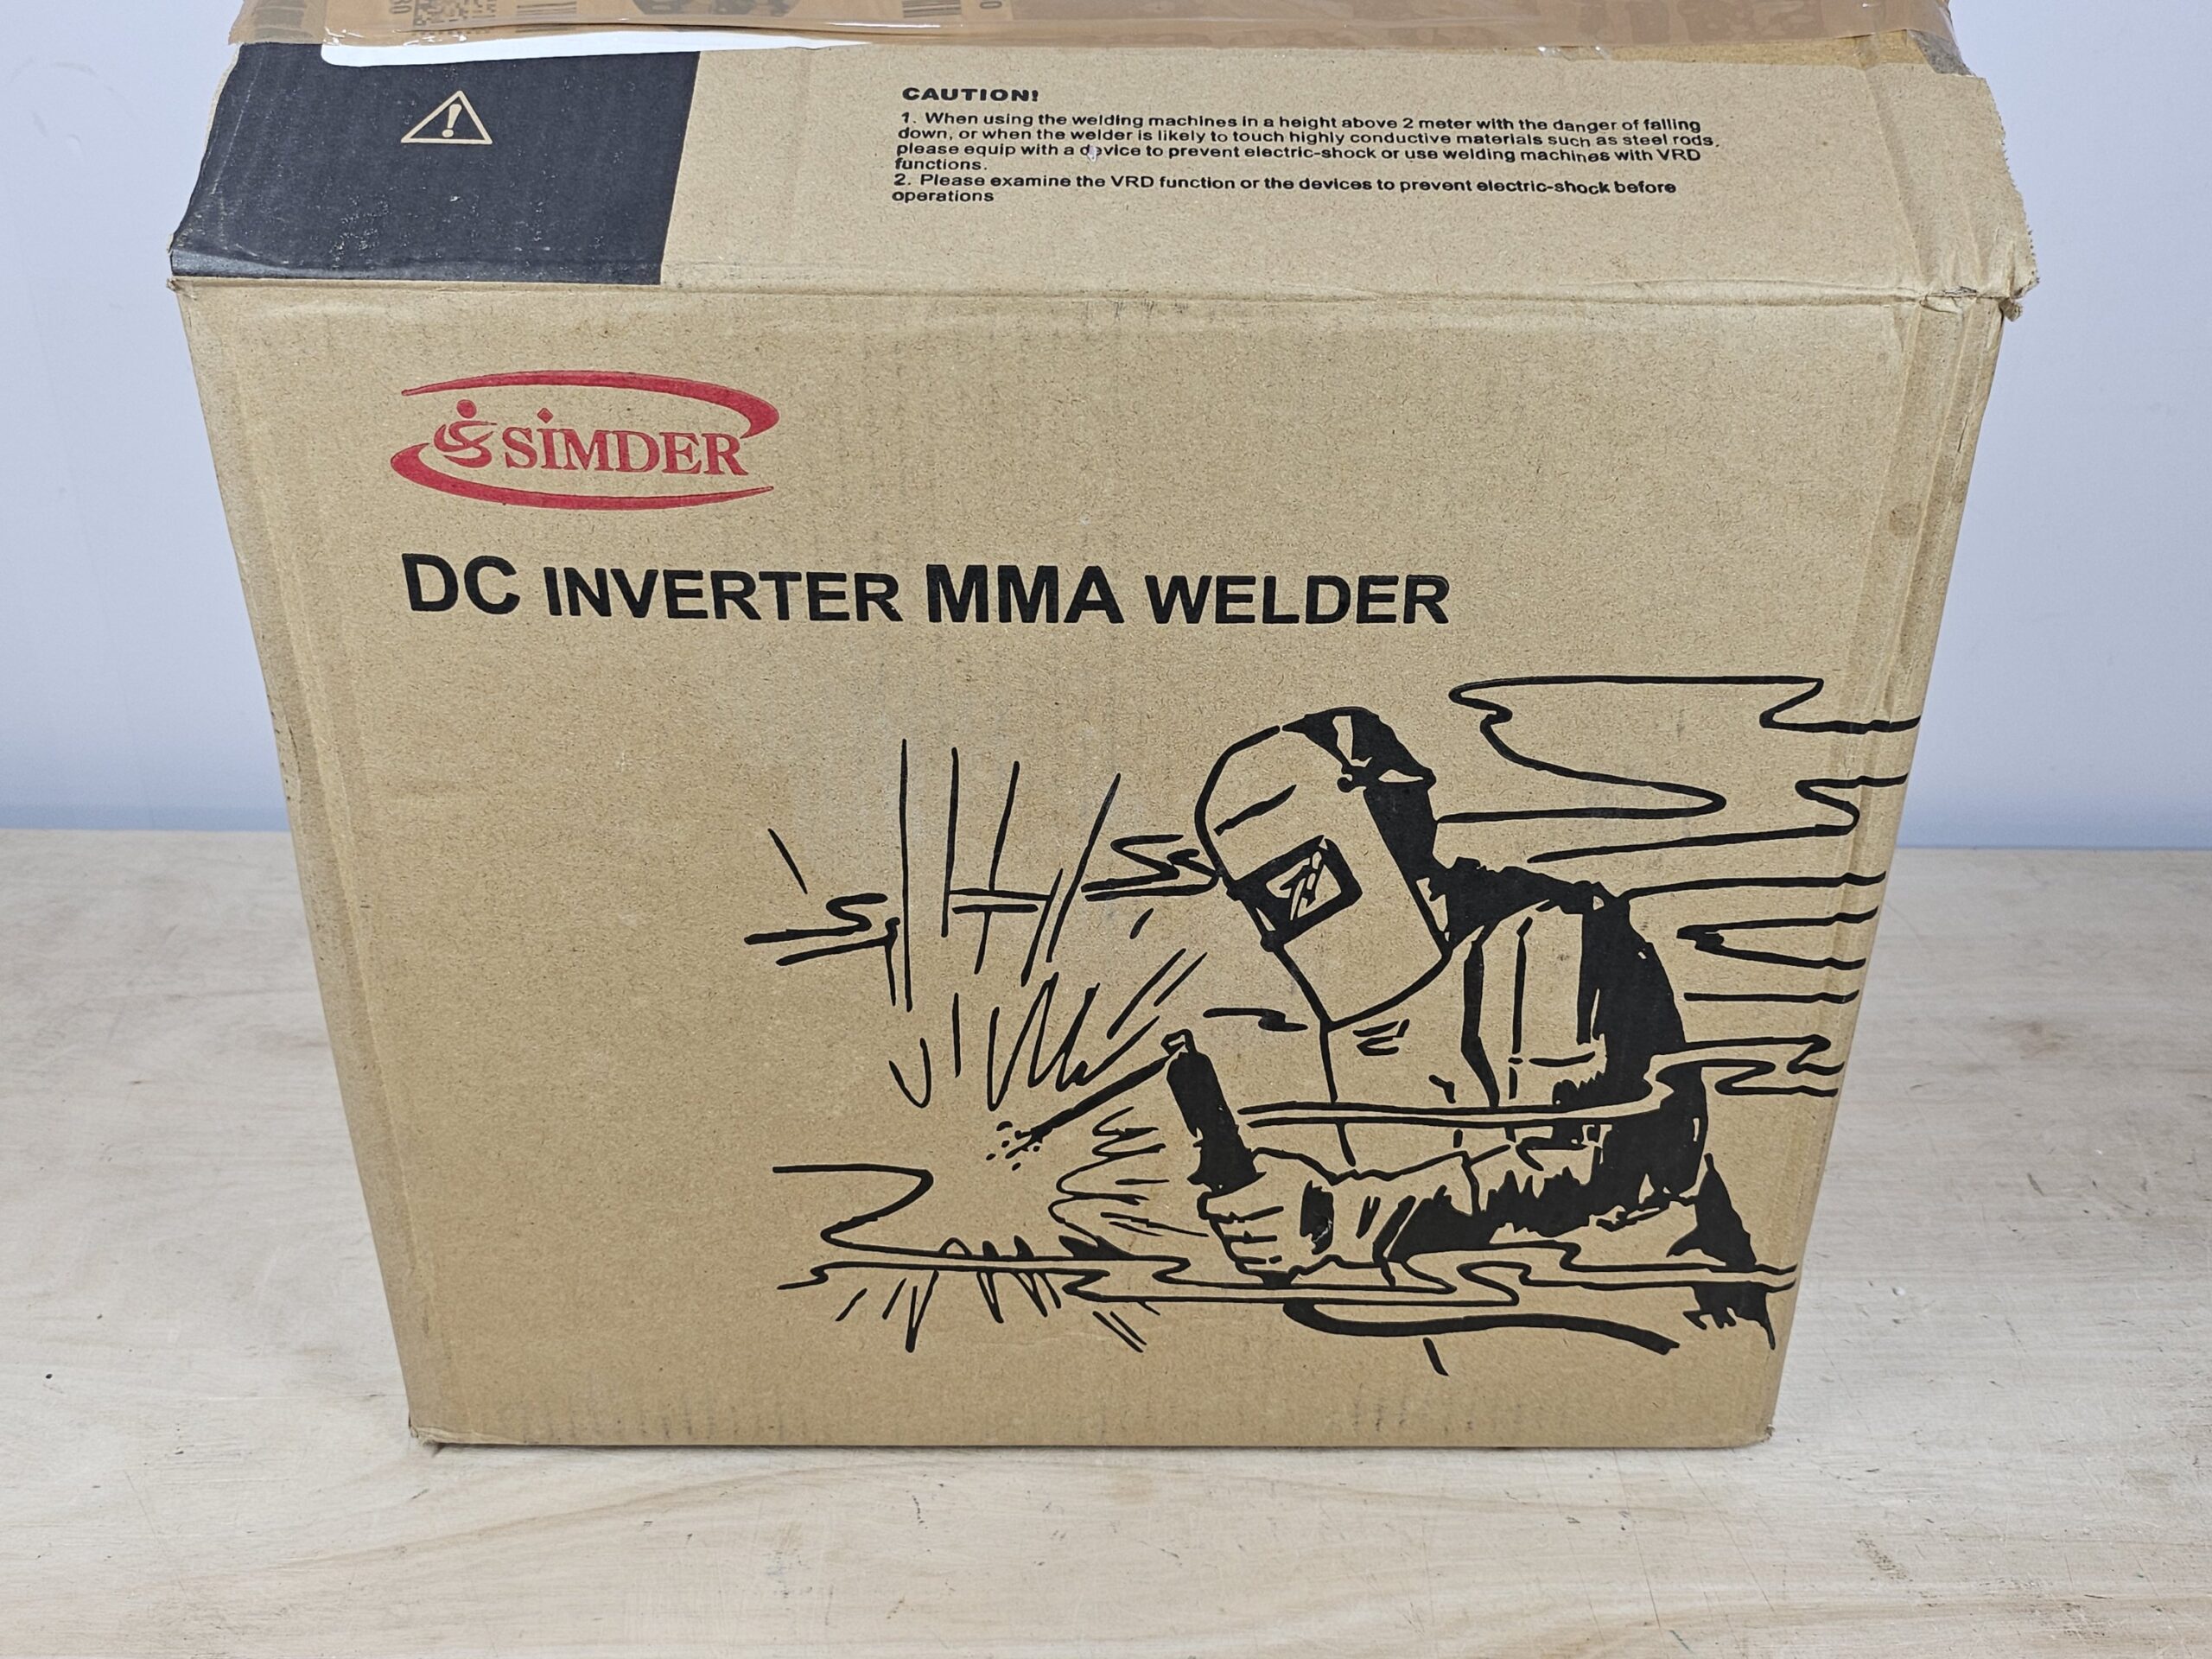 CAUTION!
1. When using the welding machines in a height above 2 meter with the danger of falling
down, or when the welder is likely to touch highly conductive materials such as steel rods,
please equip with a device to prevent electric-shock or use welding machines with VRD
functions.
2. Please examine the VRD function or the devices to prevent electric-shock before
operations
SIMDER
DC INVERTER MMA WELDER